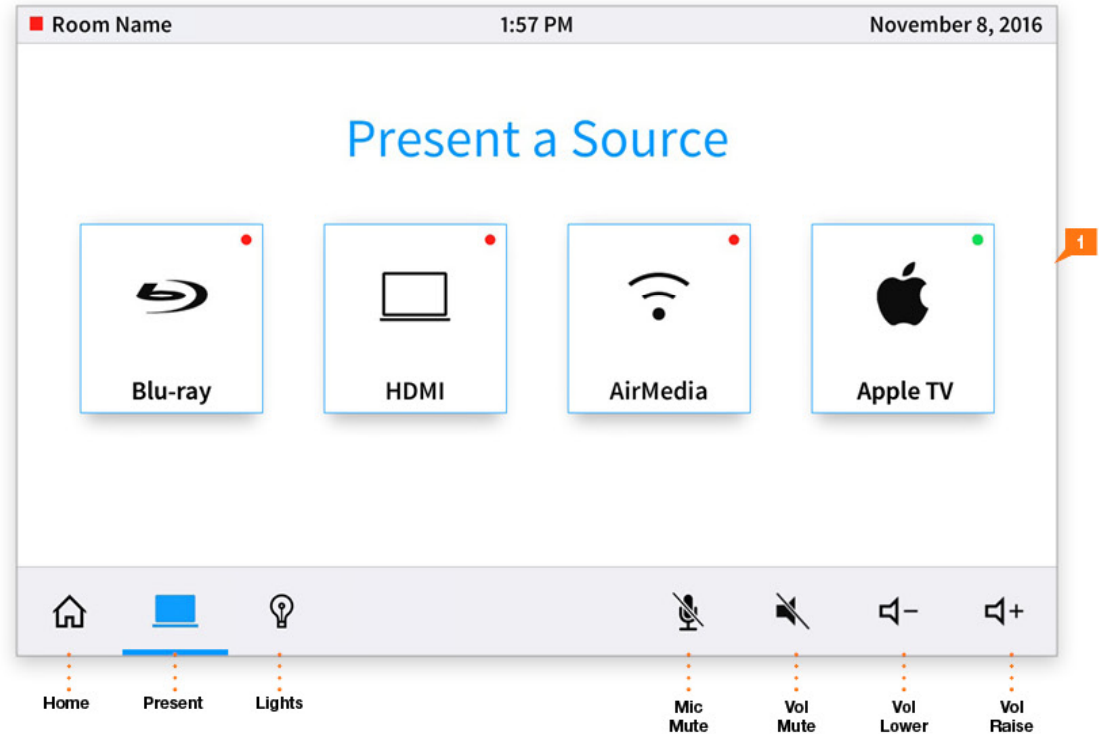 Room Name 1:57 PM November 8, 2016
Present a Source
1
Blu-ray HDMI AirMedia Apple TV
Home Present Lights Mic Mute Vol Mute Vol Lower Vol Raise